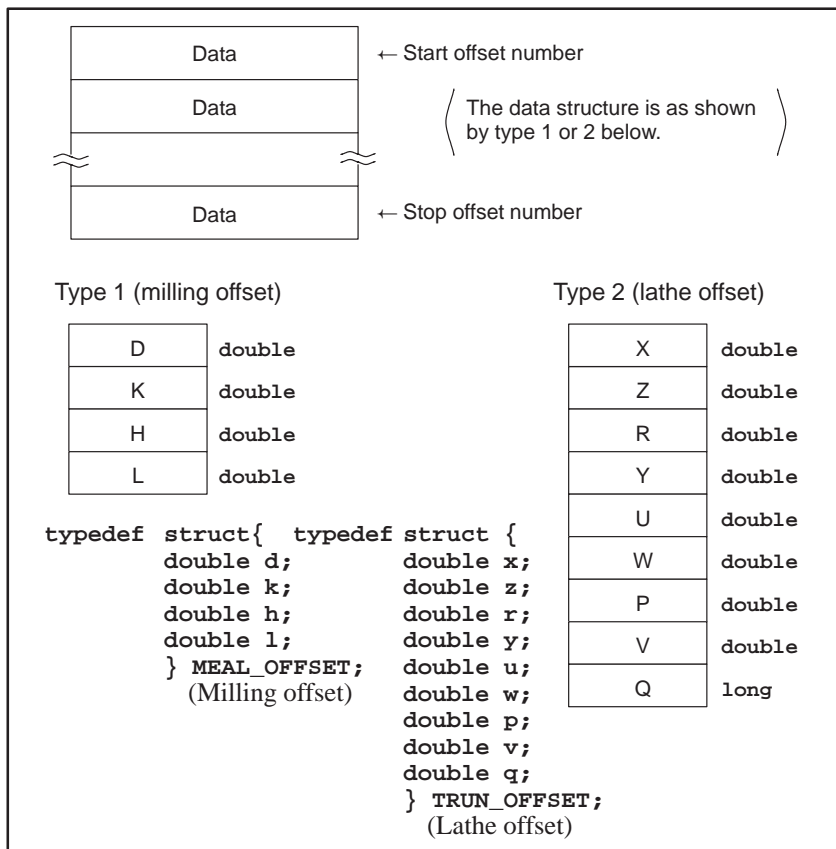 Data
← Start offset number
Data
The data structure is as shown
by type 1 or 2 below.
Data
← Stop offset number
Type 1 (milling offset)
D double
K double
H double
L double
typedef struct{
double d;
double k;
double h;
double l;
} MEAL_OFFSET;
(Milling offset)
typedef struct {
double x;
double z;
double r;
double y;
double u;
double w;
double p;
double v;
double q;
} TRUN_OFFSET;
(Lathe offset)
Type 2 (lathe offset)
X double
Z double
R double
Y double
U double
W double
P double
V double
Q long